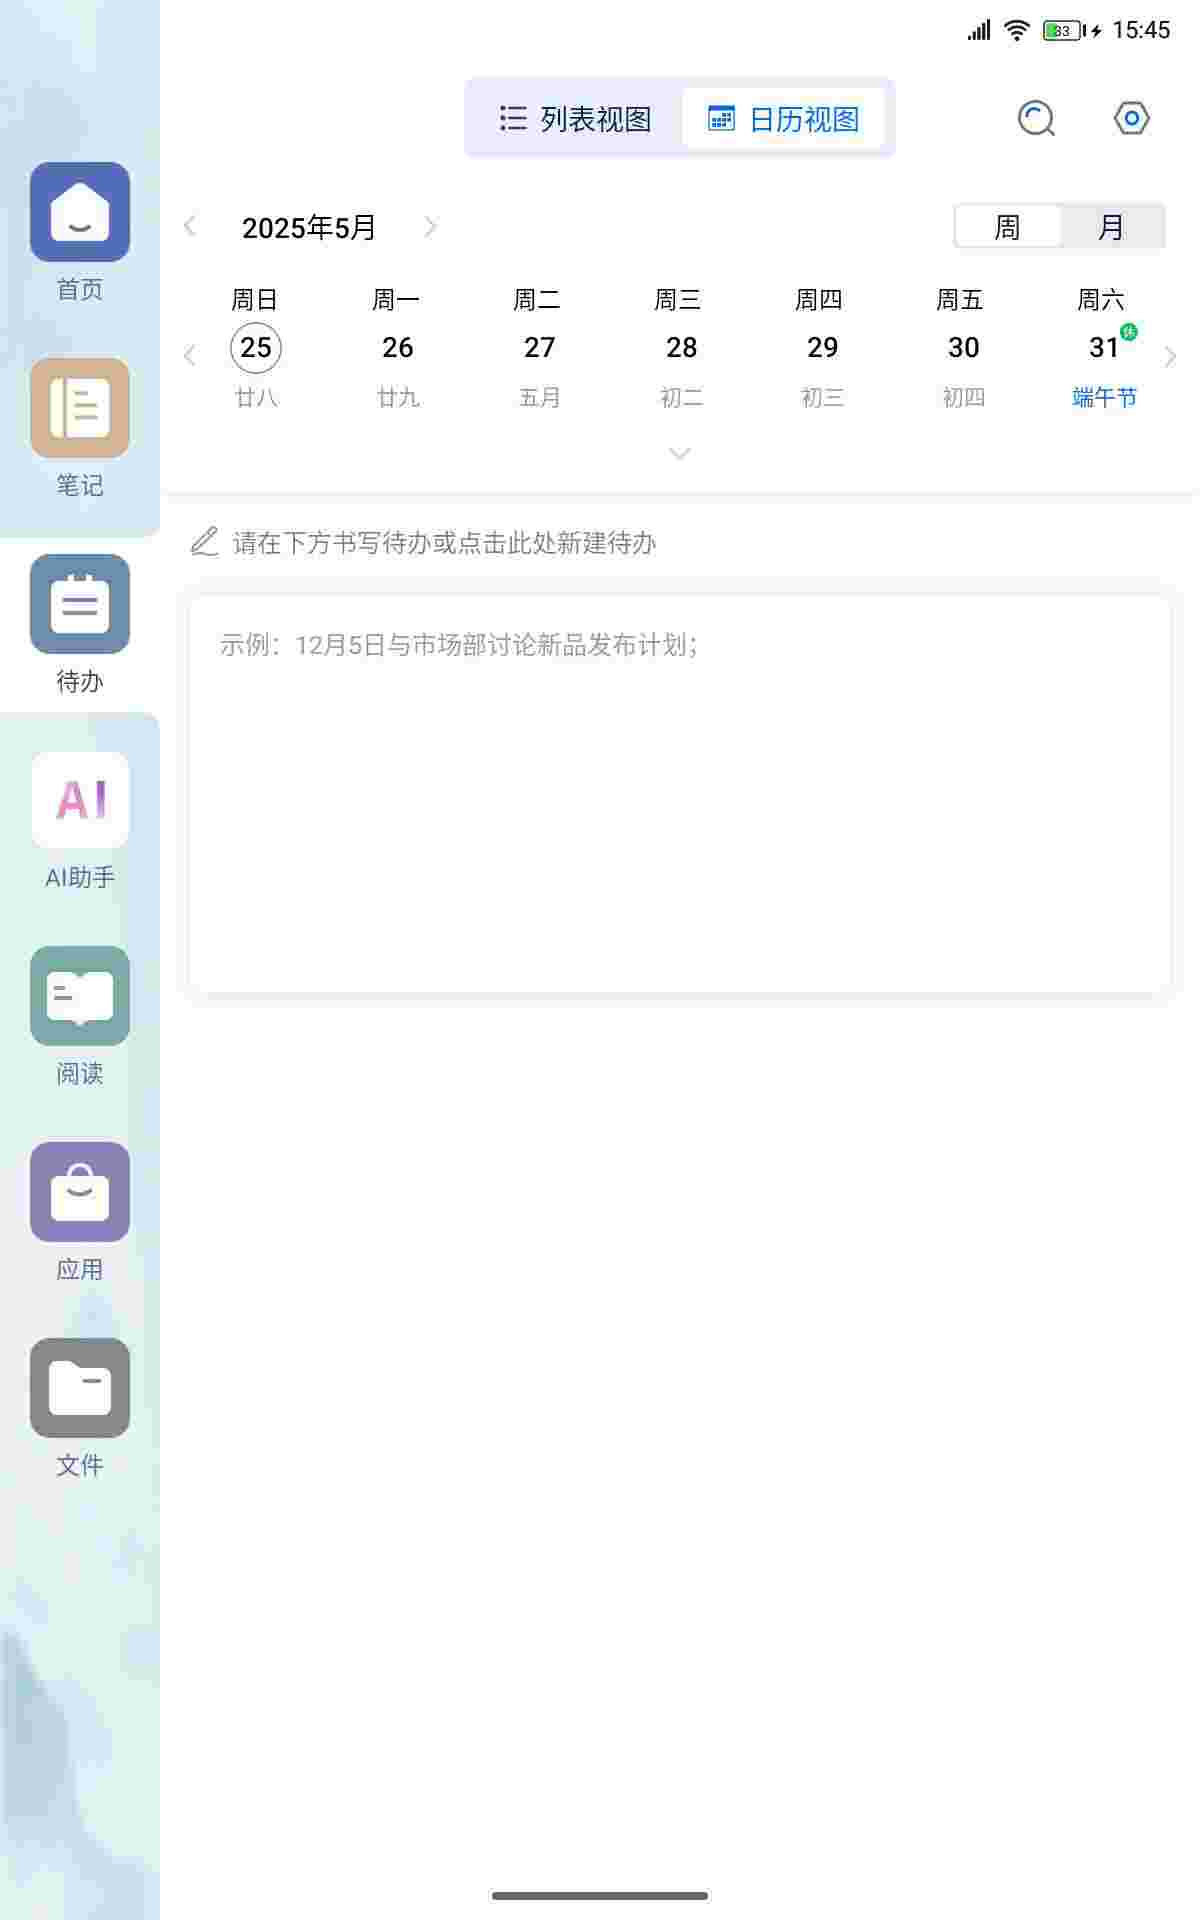 33 15:45
列表视图 日历视图
2025年5月 周 月
周日 周一 周二 周三 周四 周五 周六
25 26 27 28 29 30 31 休
廿八 廿九 五月 初二 初三 初四 端午节
请在下方书写待办或点击此处新建待办
示例：12月5日与市场部讨论新品发布计划；
首页
笔记
待办
AI
AI助手
阅读
应用
文件